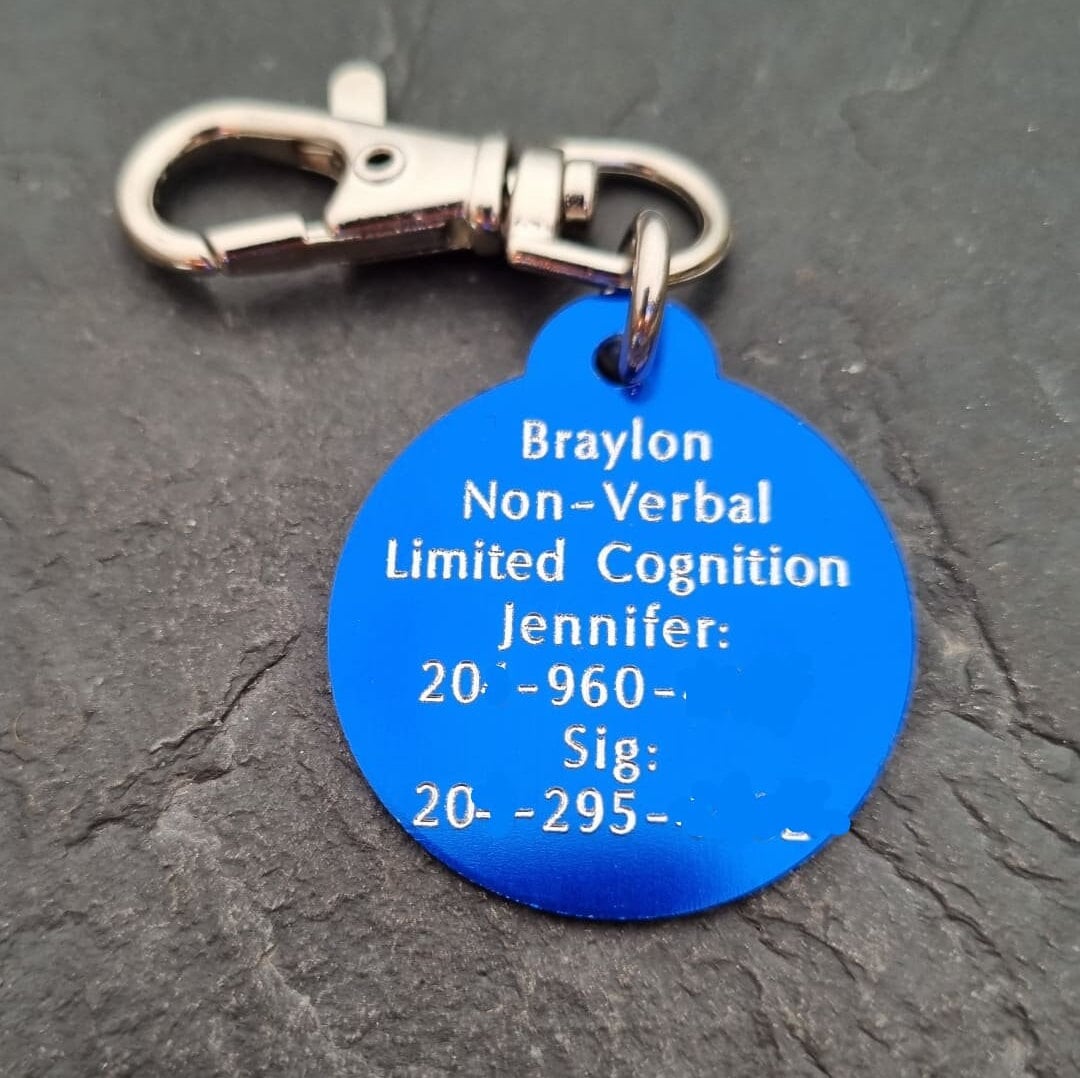 Braylon
Non-Verbal
Limited Cognition
Jennifer:
20 -960-
Sig:
20 -295-